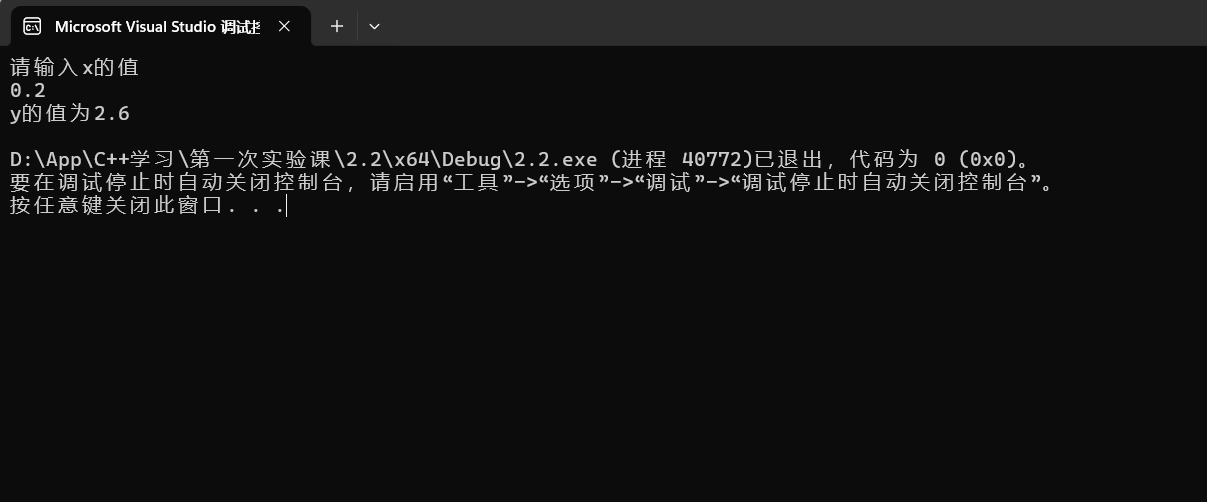 Microsoft Visual Studio 调试控
请输入x的值
0.2
y的值为2.6
D:\App\C++学习\第一次实验课\2.2\x64\Debug\2.2.exe (进程 40772)已退出，代码为 0 (0x0)。
要在调试停止时自动关闭控制台，请启用“工具”->“选项”->“调试”->“调试停止时自动关闭控制台”。
按任意键关闭此窗口. . .